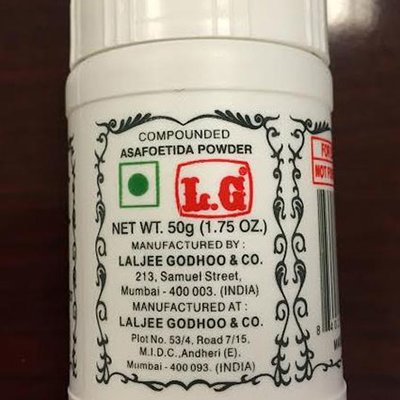 COMPOUNDED
ASAFOETIDA POWDER
L.G
NET WT. 50g (1.75 OZ.)
MANUFACTURED BY :
LALJEE GODHOO & CO.
213, Samuel Street,
Mumbai - 400 003. (INDIA)
MANUFACTURED AT :
LALJEE GODHOO & CO.
Plot No. 53/4, Road 7/15,
M.I.D.C., Andheri (E),
Mumbai - 400 093. (INDIA)
FOR
NOT